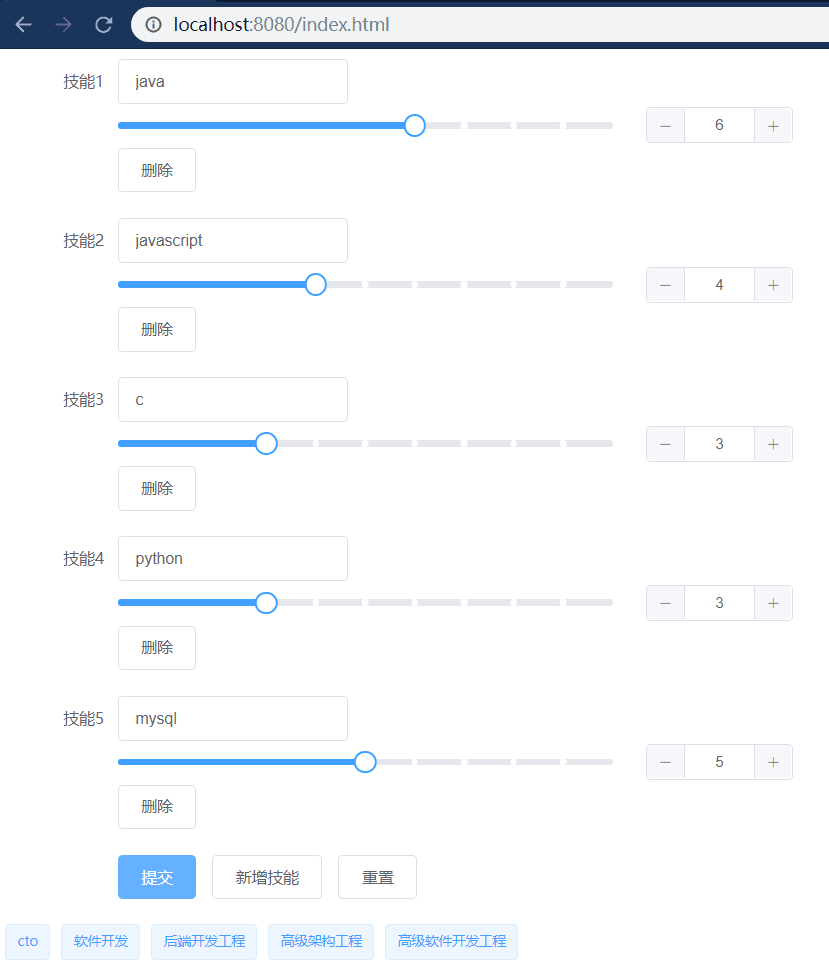 localhost:8080/index.html
技能1 java
6
删除
技能2 javascript
4
删除
技能3 c
3
删除
技能4 python
3
删除
技能5 mysql
5
删除
提交 新增技能 重置
cto 软件开发 后端开发工程 高级架构工程 高级软件开发工程